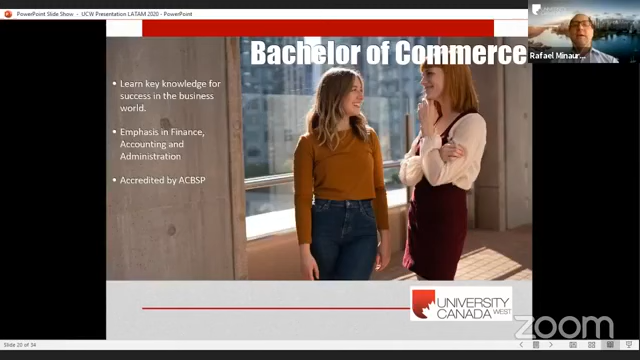 PowerPoint Slide Show - UCW Presentation LATAM 2020 - PowerPoint
Bachelor of Commerce
• Learn key knowledge for
success in the business
world.
• Emphasis in Finance,
Accounting and
Administration
• Accredited by ACBSP
Rafael Minaur...
UNIVERSITY
CANADA WEST
zoom
Slide 20 of 34